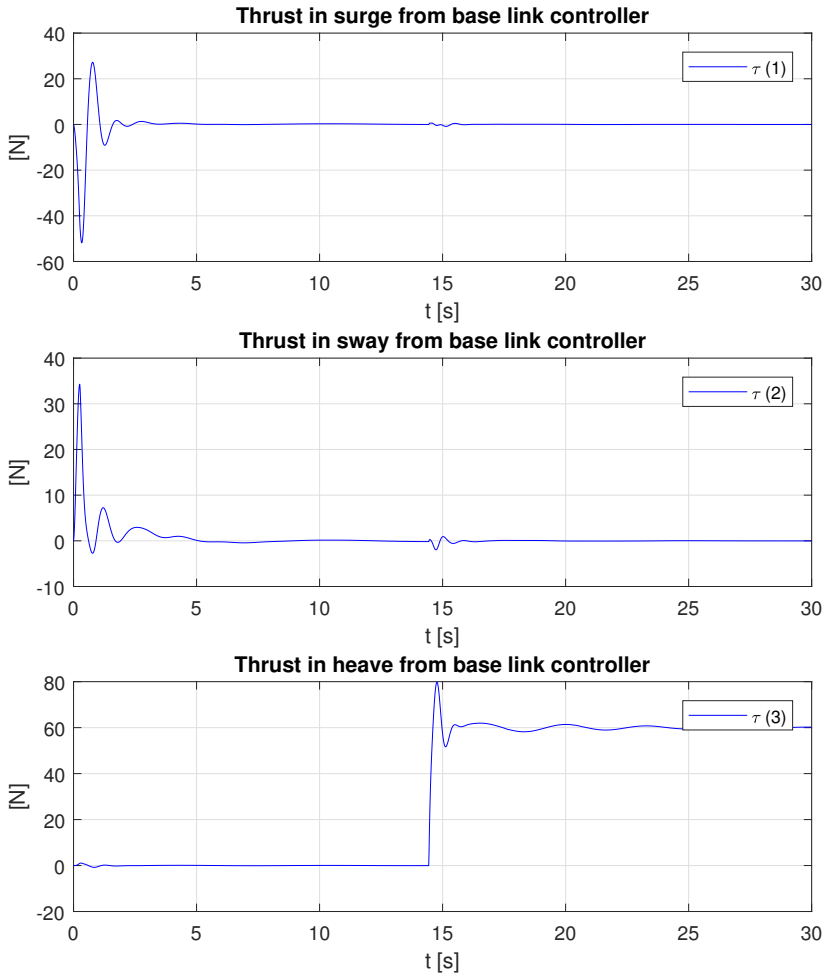 Thrust in surge from base link controller
40
20
0
-20
-40
-60
[N]
τ (1)
0 5 10 15 20 25 30
t [s]
Thrust in sway from base link controller
40
30
20
10
0
-10
[N]
τ (2)
0 5 10 15 20 25 30
t [s]
Thrust in heave from base link controller
80
60
40
20
0
-20
[N]
τ (3)
0 5 10 15 20 25 30
t [s]